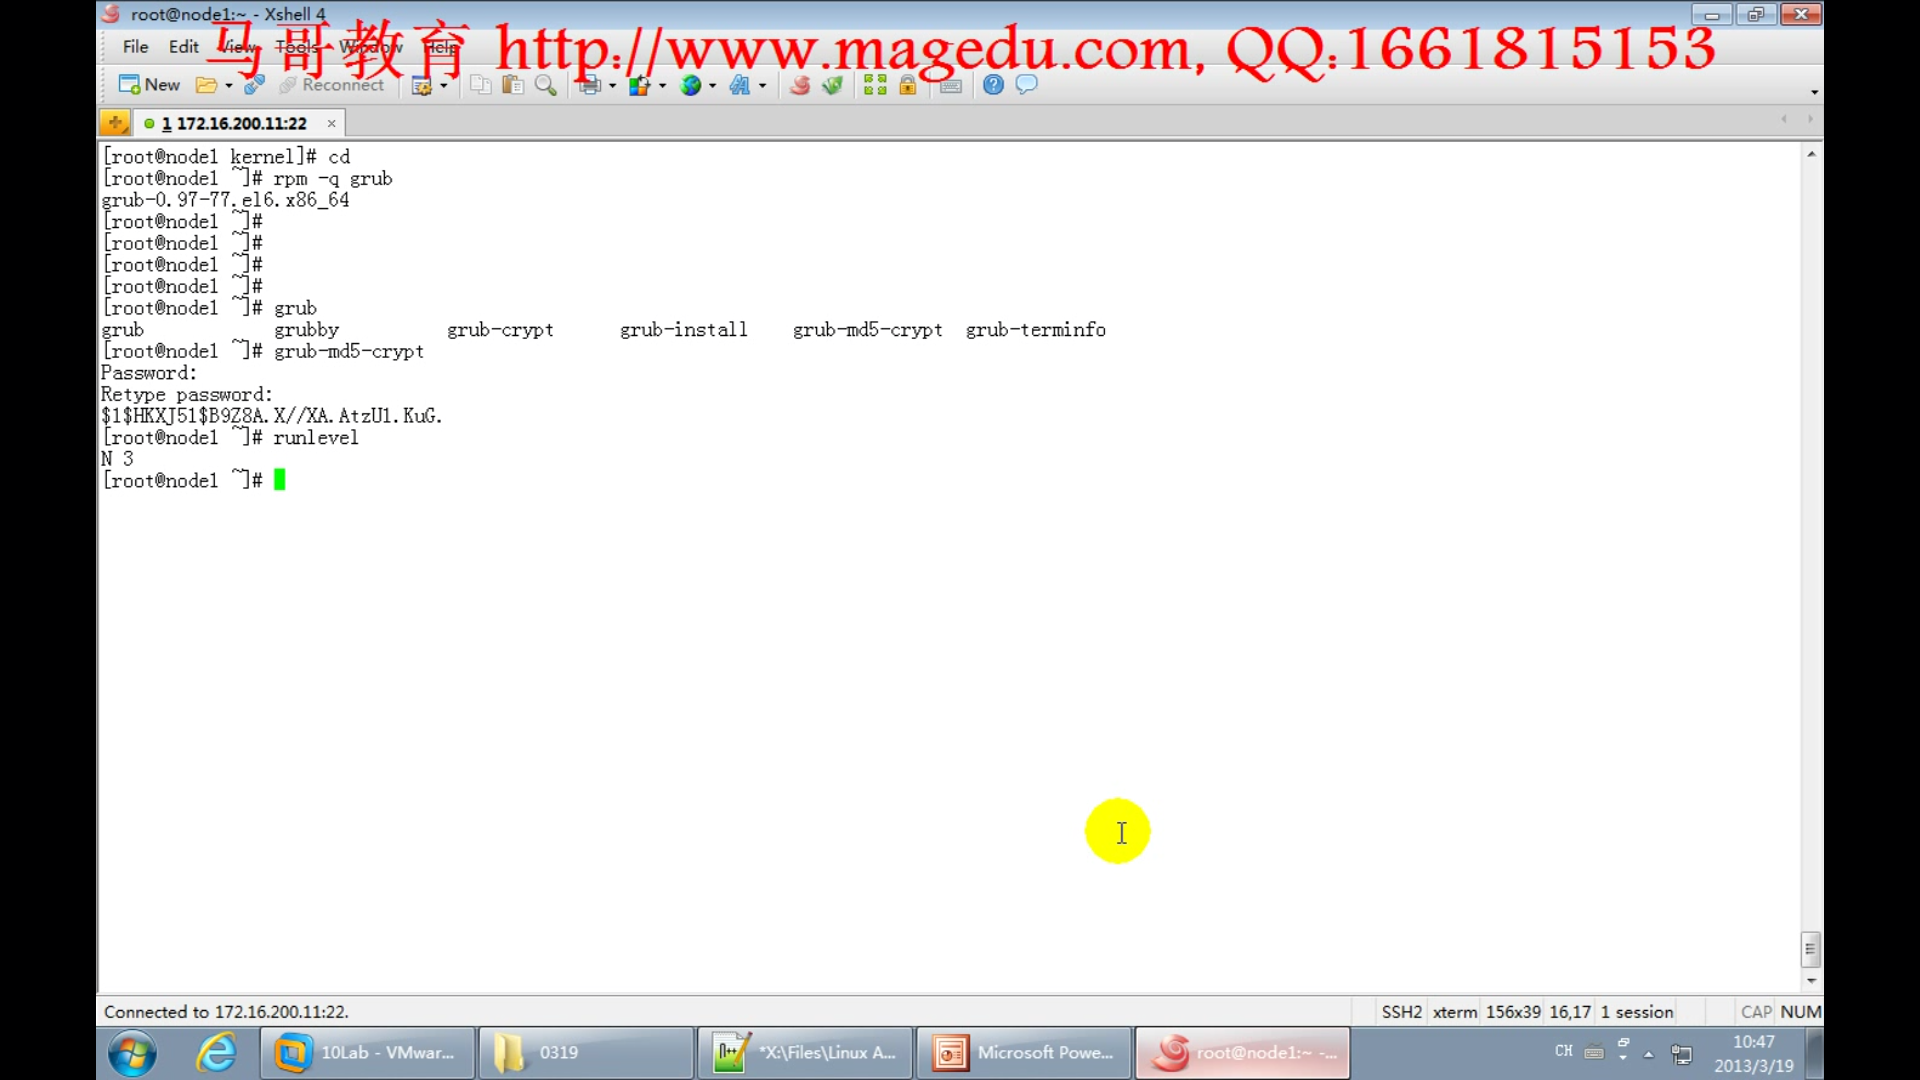 root@node1:~ - Xshell 4
马哥教育 http://www.magedu.com, QQ:1661815153
File Edit View Tools Window Help
New Reconnect
1 172.16.200.11:22
[root@node1 kernel]# cd
[root@node1 ~]# rpm -q grub
grub-0.97-77.el6.x86_64
[root@node1 ~]#
[root@node1 ~]#
[root@node1 ~]#
[root@node1 ~]#
[root@node1 ~]# grub
grub grubby grub-crypt grub-install grub-md5-crypt grub-terminfo
[root@node1 ~]# grub-md5-crypt
Password:
Retype password:
$1$HKXJ51$B9Z8A.X//XA.AtzU1.KuG.
[root@node1 ~]# runlevel
N 3
[root@node1 ~]#
Connected to 172.16.200.11:22.
SSH2 xterm 156x39 16,17 1 session CAP NUM
10Lab - VMwar... 0319 *X:\Files\Linux A... Microsoft Powe... root@node1:~ -...
CH 10:47
2013/3/19